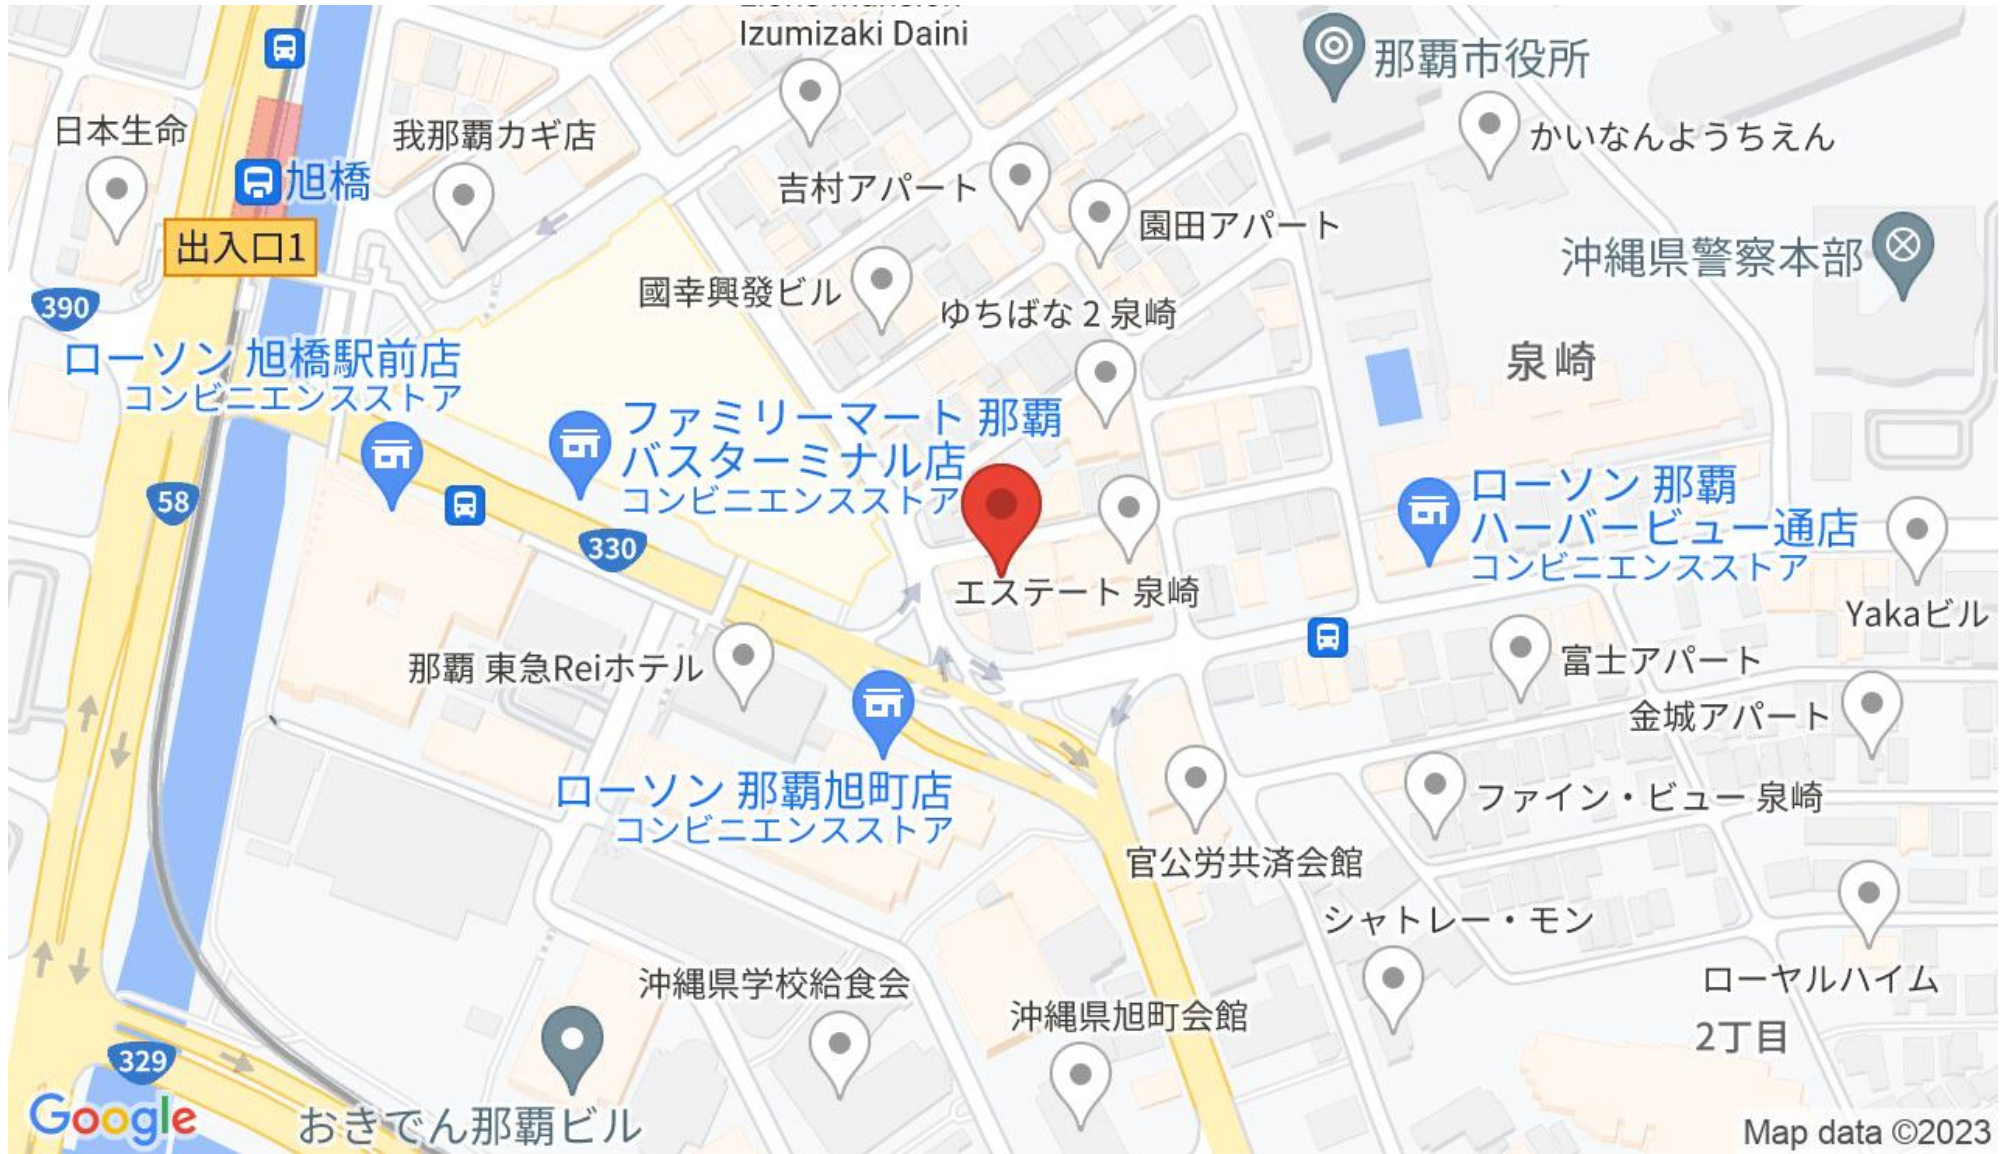 Izumizaki Daini
那覇市役所
日本生命
我那覇カギ店
かいなんようちえん
旭橋
吉村アパート
園田アパート
出入口1
沖縄県警察本部
國幸興發ビル
ゆちばな 2 泉崎
390
ローソン 旭橋駅前店
コンビニエンスストア
泉崎
ファミリーマート 那覇
バスターミナル店
コンビニエンスストア
58
ローソン 那覇
ハーバービュー通店
コンビニエンスストア
330
エステート 泉崎
Yakaビル
那覇 東急Reiホテル
富士アパート
金城アパート
ローソン 那覇旭町店
コンビニエンスストア
ファイン・ビュー 泉崎
官公労共済会館
シャトレー・モン
沖縄県学校給食会
ローヤルハイム
沖縄県旭町会館
2丁目
329
おきでん那覇ビル
Google
Map data ©2023